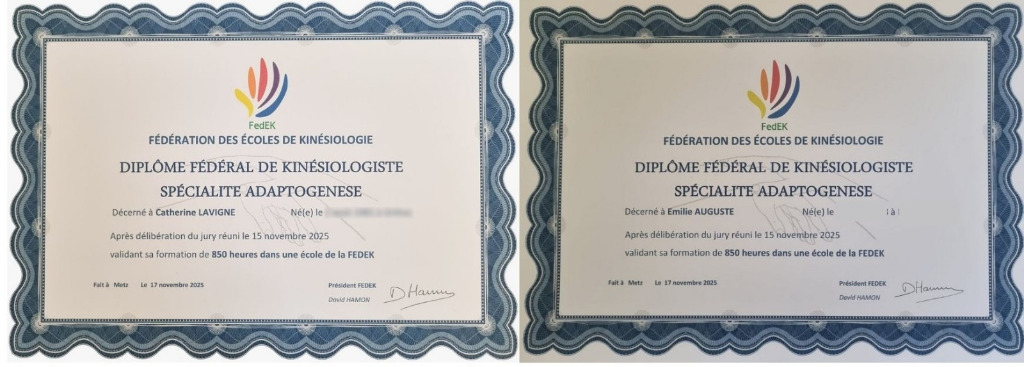 FedEK
FÉDÉRATION DES ÉCOLES DE KINÉSIOLOGIE
DIPLÔME FÉDÉRAL DE KINÉSIOLOGISTE
SPÉCIALITE ADAPTOGENESE
Décerné à Catherine LAVIGNE Né(e) le
Après délibération du jury réuni le 15 novembre 2025
validant sa formation de 850 heures dans une école de la FEDEK
Fait à Metz Le 17 novembre 2025
Président FEDEK
David HAMON
D Hamon
FedEK
FÉDÉRATION DES ÉCOLES DE KINÉSIOLOGIE
DIPLÔME FÉDÉRAL DE KINÉSIOLOGISTE
SPÉCIALITE ADAPTOGENESE
Décerné à Emilie AUGUSTE Né(e) le à
Après délibération du jury réuni le 15 novembre 2025
validant sa formation de 850 heures dans une école de la FEDEK
Fait à Metz Le 17 novembre 2025
Président FEDEK
David HAMON
D Hamon